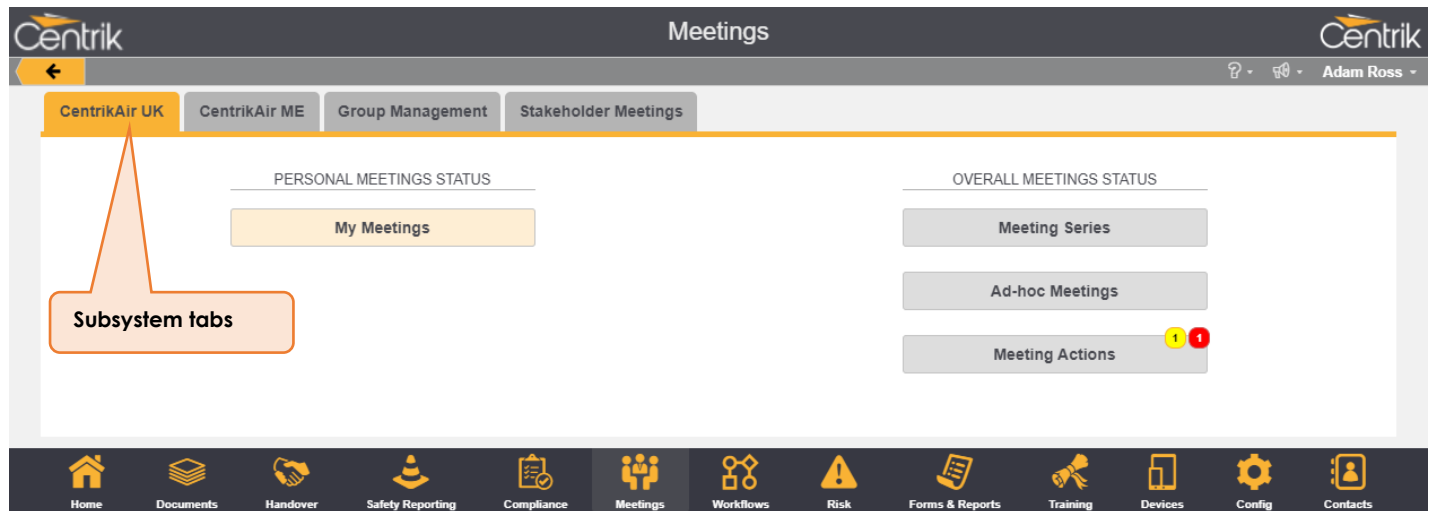 Centrik
Meetings
Centrik
Adam Ross
CentrikAir UK
CentrikAir ME
Group Management
Stakeholder Meetings
PERSONAL MEETINGS STATUS
OVERALL MEETINGS STATUS
My Meetings
Meeting Series
Ad-hoc Meetings
Subsystem tabs
1 1
Meeting Actions
Home
Documents
Handover
Safety Reporting
Compliance
Meetings
Workflows
Risk
Forms & Reports
Training
Devices
Config
Contacts